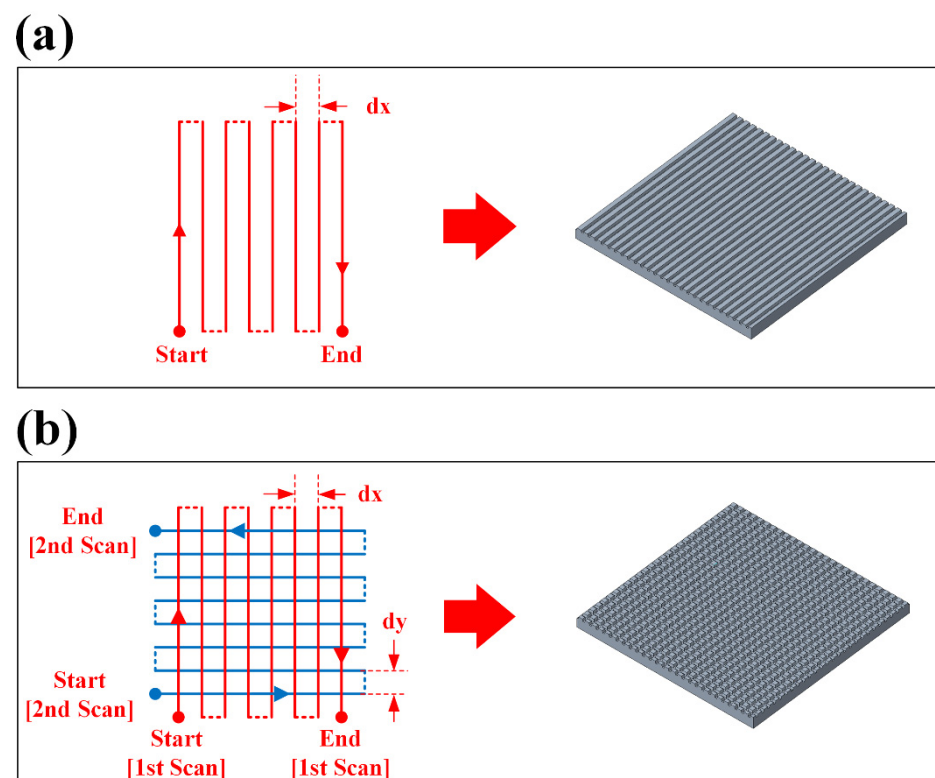 (a)
dx
Start
End
(b)
dx
End
[2nd Scan]
dy
Start
[2nd Scan]
Start
[1st Scan]
End
[1st Scan]